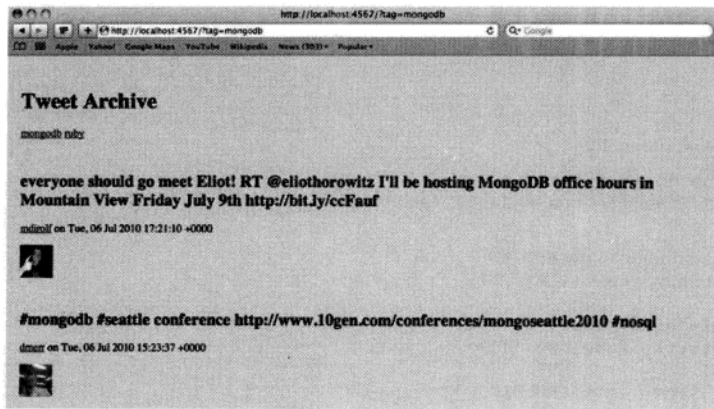 http://localhost:4567/?tag=mongodb
http://localhost:4567/?tag=mongodb
Google
Apple Yahoo! Google Maps YouTube Wikipedia News (303) Popular
Tweet Archive
mongodb ruby
everyone should go meet Eliot! RT @eliothorowitz I'll be hosting MongoDB office hours in
Mountain View Friday July 9th http://bit.ly/ccFauf
mdirolf on Tue, 06 Jul 2010 17:21:10 +0000
#mongodb #seattle conference http://www.10gen.com/conferences/mongoseattle2010 #nosql
on Tue, 06 Jul 2010 15:23:37 +0000